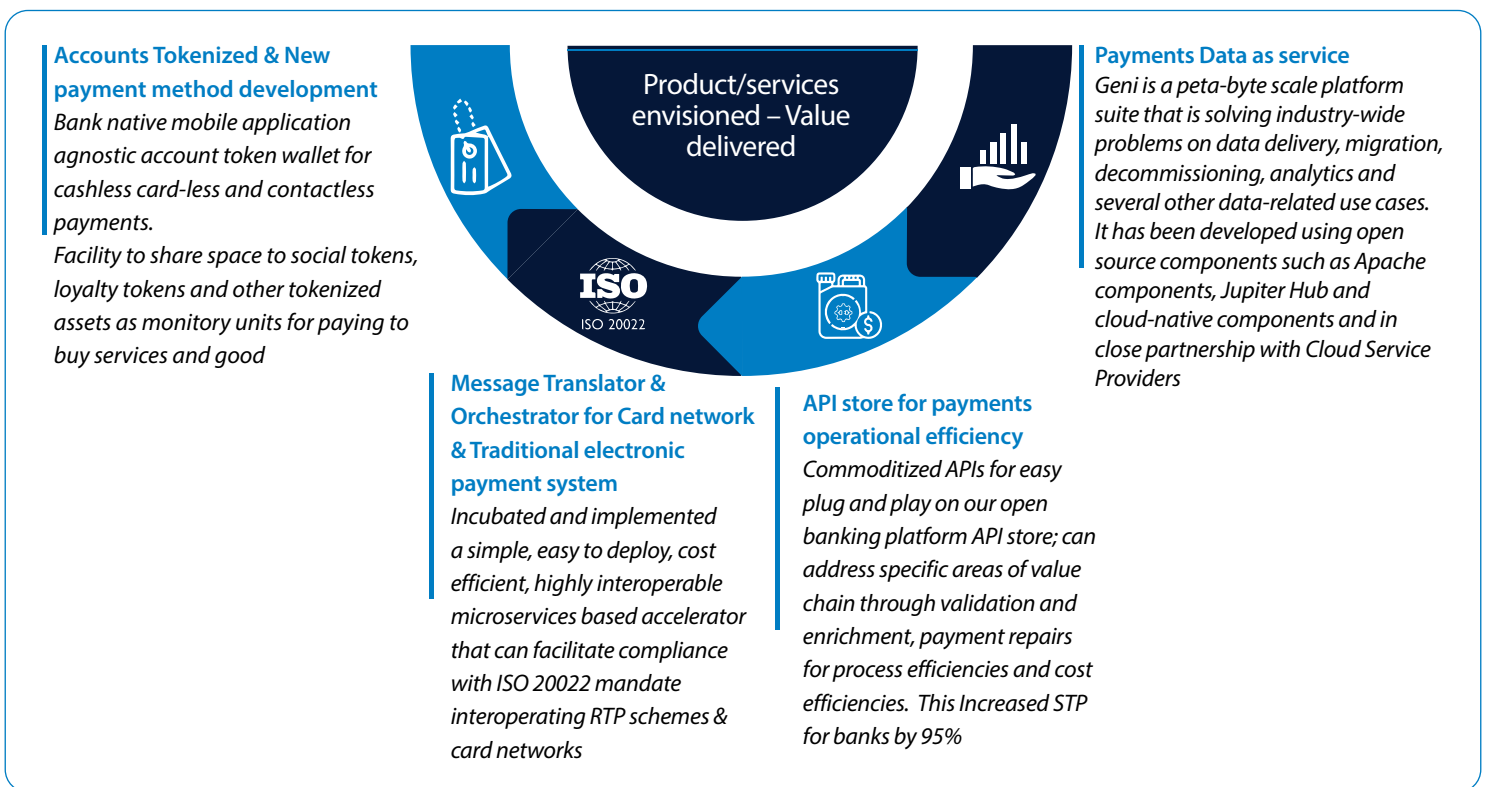 Accounts Tokenized & New
payment method development
Bank native mobile application
agnostic account token wallet for
cashless card-less and contactless
payments.
Facility to share space to social tokens,
loyalty tokens and other tokenized
assets as monitory units for paying to
buy services and good
Product/services
envisioned – Value
delivered
ISO
ISO 20022
$
Message Translator &
Orchestrator for Card network
& Traditional electronic
payment system
Incubated and implemented
a simple, easy to deploy, cost
efficient, highly interoperable
microservices based accelerator
that can facilitate compliance
with ISO 20022 mandate
interoperating RTP schemes &
card networks
API store for payments
operational efficiency
Commoditized APIs for easy
plug and play on our open
banking platform API store; can
address specific areas of value
chain through validation and
enrichment, payment repairs
for process efficiencies and cost
efficiencies. This Increased STP
for banks by 95%
Payments Data as service
Geni is a peta-byte scale platform
suite that is solving industry-wide
problems on data delivery, migration,
decommissioning, analytics and
several other data-related use cases.
It has been developed using open
source components such as Apache
components, Jupiter Hub and
cloud-native components and in
close partnership with Cloud Service
Providers